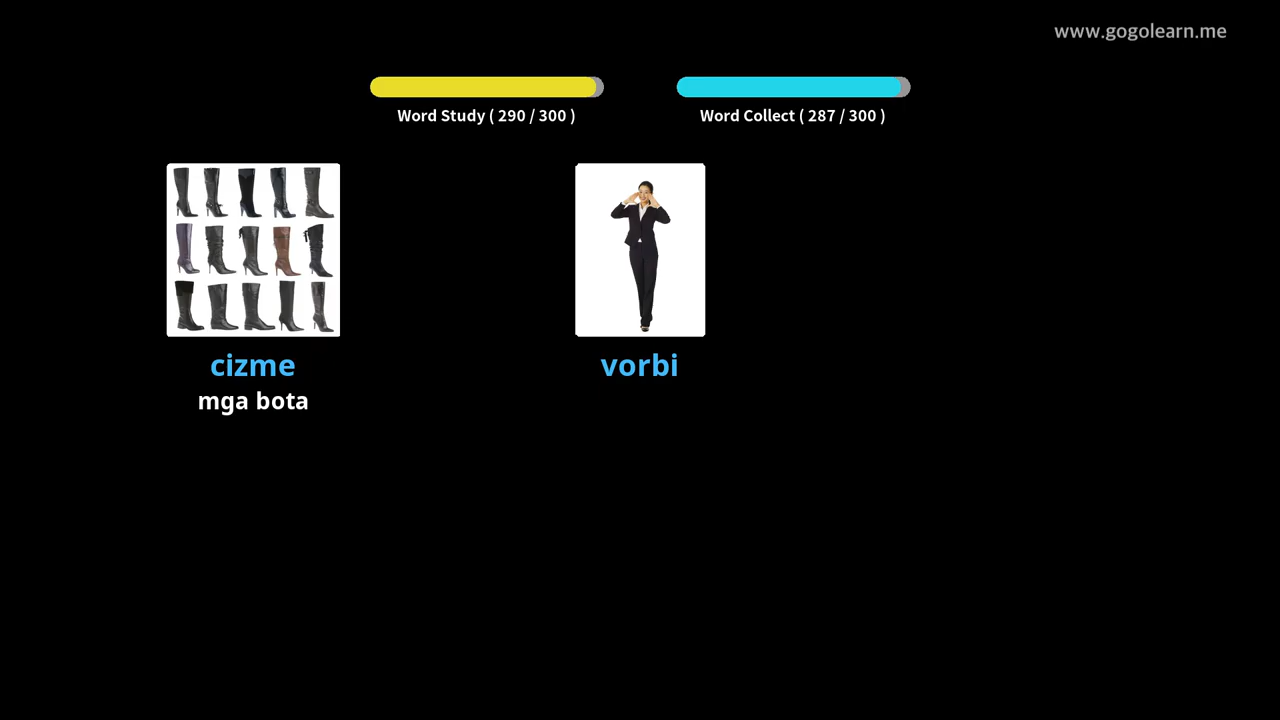 www.gogolearn.me
Word Study ( 290 / 300 )
Word Collect ( 287 / 300 )
cizme
mga bota
vorbi